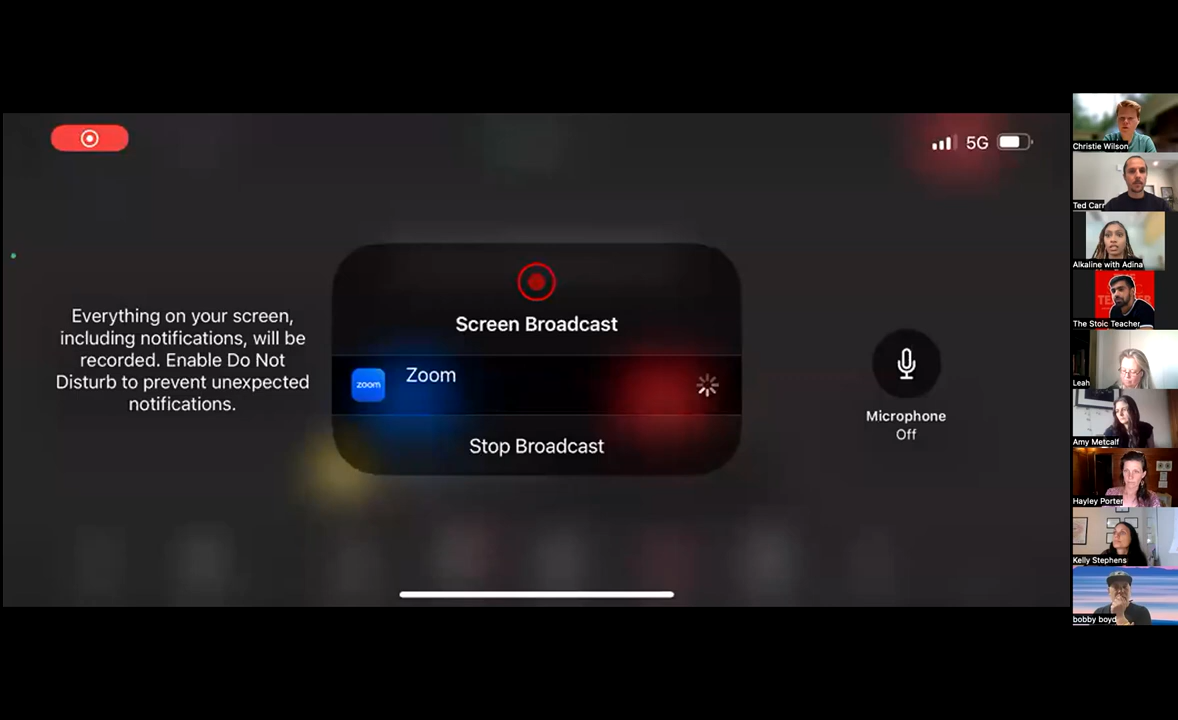 5G
Everything on your screen,
including notifications, will be
recorded. Enable Do Not
Disturb to prevent unexpected
notifications.
Screen Broadcast
zoom
Zoom
Stop Broadcast
Microphone
Off
Christie Wilson
Ted Carr
Alkaline with Adina
The Stoic Teacher
Leah
Amy Metcalf
Hayley Porter
Kelly Stephens
bobby boyd